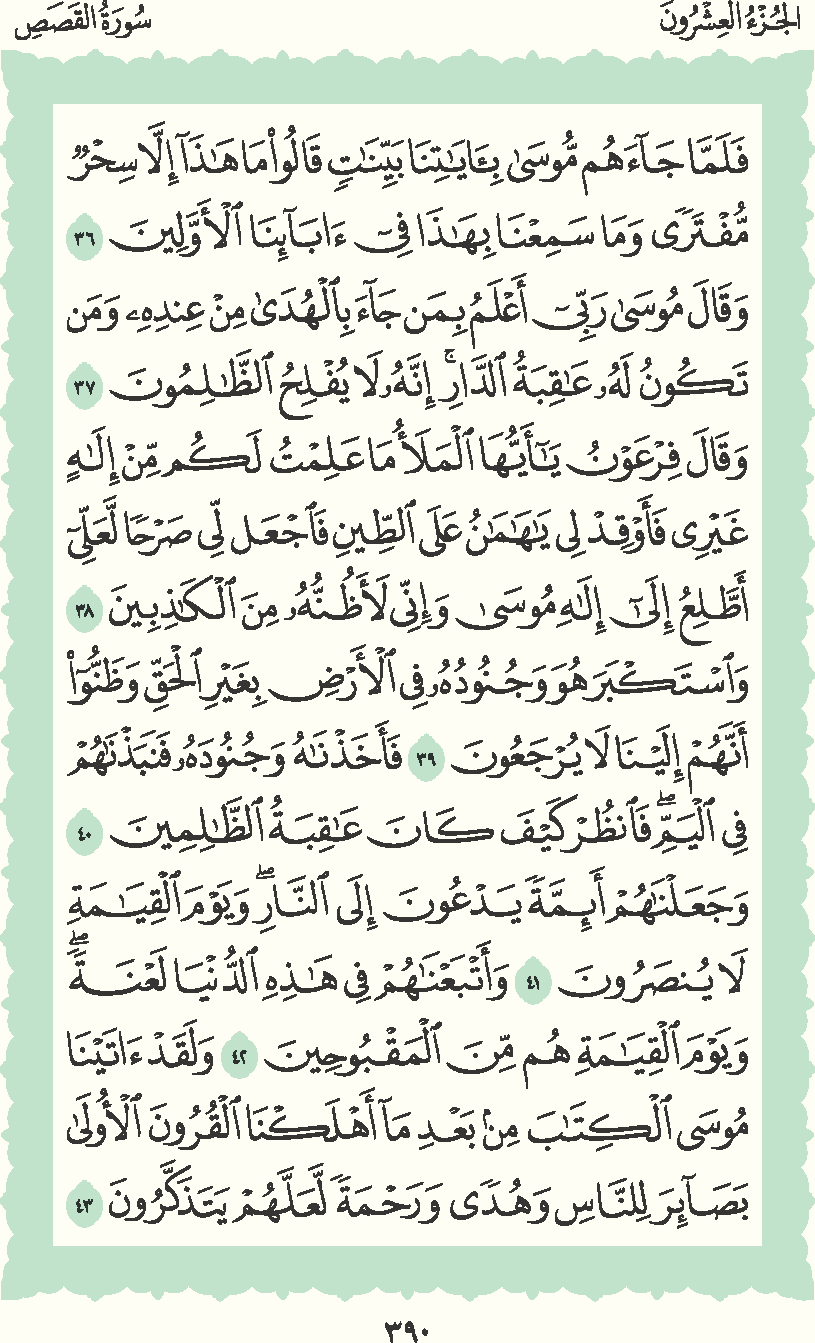 الجُزْءُ العِشْرُونَ
سُورَةُ القَصَصِ
فَلَمَّا جَآءَهُم مُّوسَىٰ بِـَٔايَـٰتِنَا بَيِّنَـٰتٍ قَالُوا۟ مَا هَـٰذَآ إِلَّا سِحْرٌ
مُّفْتَرًى وَمَا سَمِعْنَا بِهَـٰذَا فِىٓ ءَابَآئِنَا ٱلْأَوَّلِينَ ٣٦
وَقَالَ مُوسَىٰ رَبِّىٓ أَعْلَمُ بِمَن جَآءَ بِٱلْهُدَىٰ مِنْ عِندِهِۦ وَمَن
تَكُونُ لَهُۥ عَـٰقِبَةُ ٱلدَّارِ ۚ إِنَّهُۥ لَا يُفْلِحُ ٱلظَّـٰلِمُونَ ٣٧
وَقَالَ فِرْعَوْنُ يَـٰٓأَيُّهَا ٱلْمَلَأُ مَا عَلِمْتُ لَكُم مِّنْ إِلَـٰهٍ
غَيْرِى فَأَوْقِدْ لِى يَـٰهَـٰمَـٰنُ عَلَى ٱلطِّينِ فَٱجْعَل لِّى صَرْحًا لَّعَلِّىٓ
أَطَّلِعُ إِلَىٰٓ إِلَـٰهِ مُوسَىٰ وَإِنِّى لَأَظُنُّهُۥ مِنَ ٱلْكَـٰذِبِينَ ٣٨
وَٱسْتَكْبَرَ هُوَ وَجُنُودُهُۥ فِى ٱلْأَرْضِ بِغَيْرِ ٱلْحَقِّ وَظَنُّوٓا۟
أَنَّهُمْ إِلَيْنَا لَا يُرْجَعُونَ ٣٩ فَأَخَذْنَـٰهُ وَجُنُودَهُۥ فَنَبَذْنَـٰهُمْ
فِى ٱلْيَمِّ ۖ فَٱنظُرْ كَيْفَ كَانَ عَـٰقِبَةُ ٱلظَّـٰلِمِينَ ٤٠
وَجَعَلْنَـٰهُمْ أَئِمَّةً يَدْعُونَ إِلَى ٱلنَّارِ ۖ وَيَوْمَ ٱلْقِيَـٰمَةِ
لَا يُنصَرُونَ ٤١ وَأَتْبَعْنَـٰهُمْ فِى هَـٰذِهِ ٱلدُّنْيَا لَعْنَةً ۖ
وَيَوْمَ ٱلْقِيَـٰمَةِ هُم مِّنَ ٱلْمَقْبُوحِينَ ٤٢ وَلَقَدْ ءَاتَيْنَا
مُوسَى ٱلْكِتَـٰبَ مِنۢ بَعْدِ مَآ أَهْلَكْنَا ٱلْقُرُونَ ٱلْأُولَىٰ
بَصَآئِرَ لِلنَّاسِ وَهُدًى وَرَحْمَةً لَّعَلَّهُمْ يَتَذَكَّرُونَ ٤٣
٣٩٠